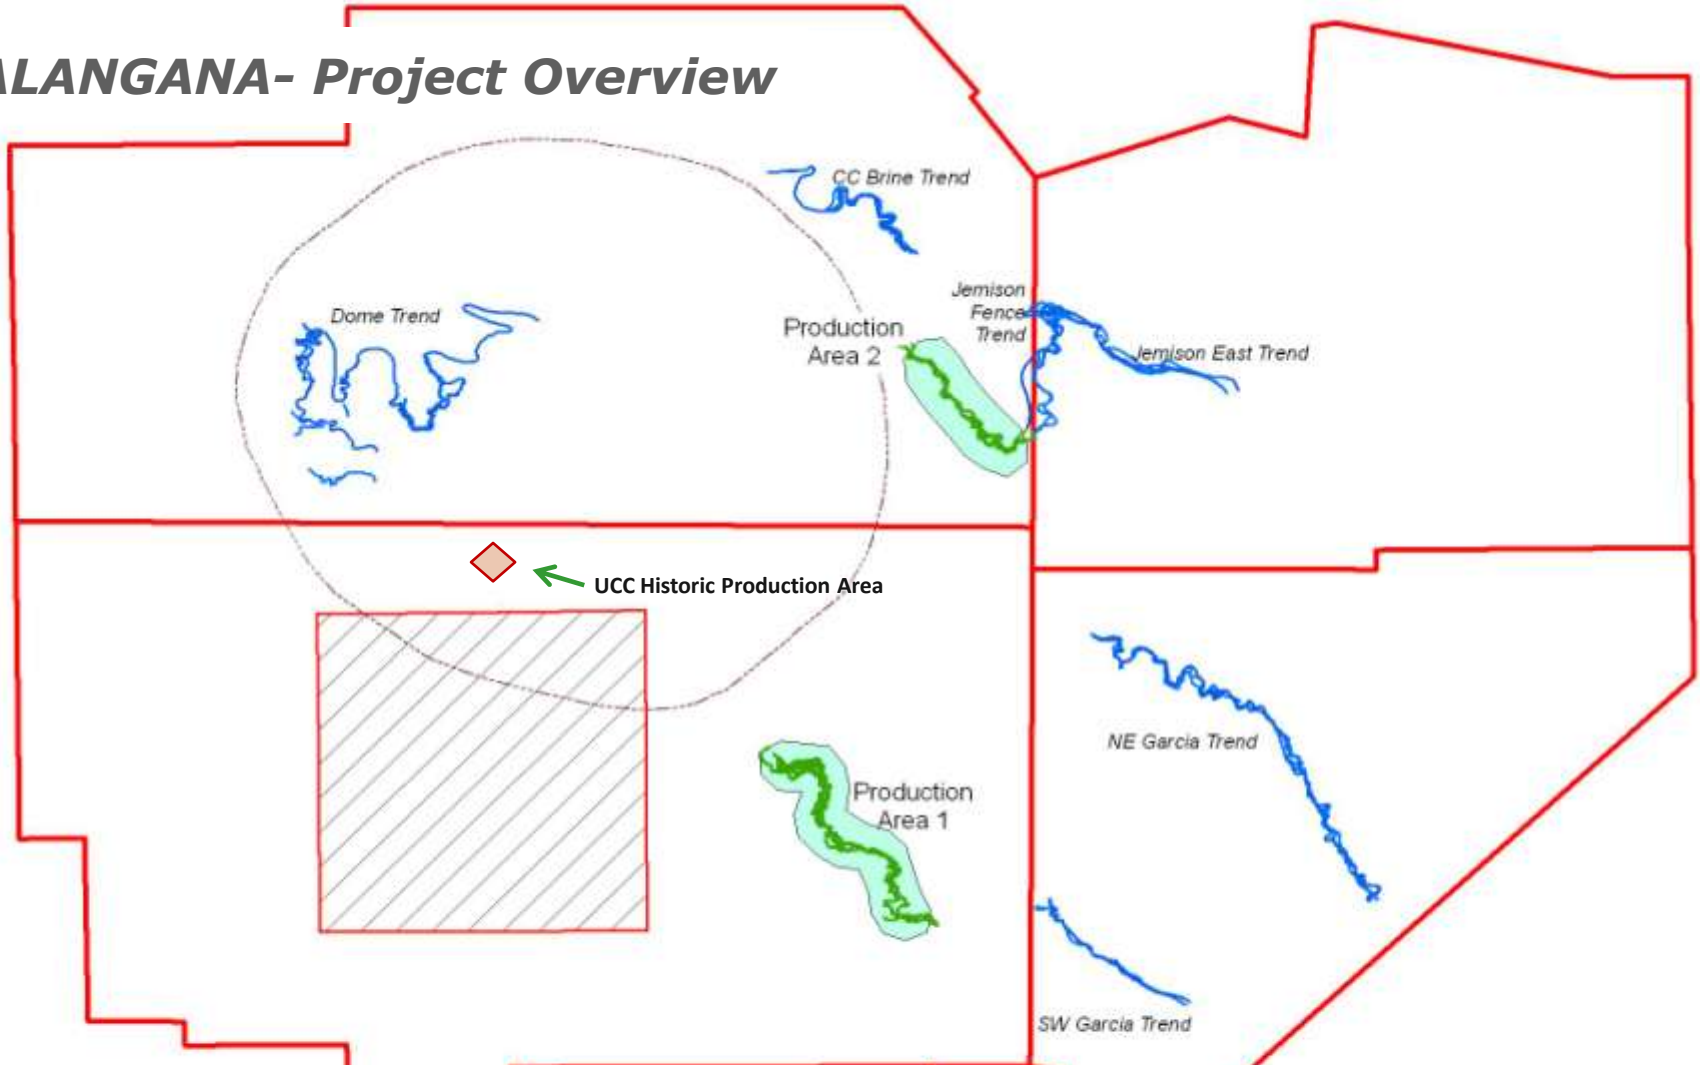 ALANGANA- Project Overview
CC Brine Trend
Jemison
Fence
Trend
Dome Trend
Production
Area 2
Jemison East Trend
UCC Historic Production Area
NE Garcia Trend
Production
Area 1
SW Garcia Trend